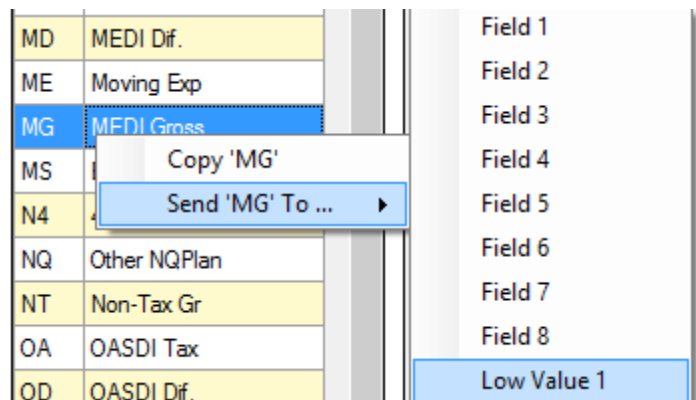 MD MEDI Dif.
ME Moving Exp
MG MEDI Gross
MS
N4
NQ Other NQPlan
NT Non-Tax Gr
OA OASDI Tax
OD OASDI Dif.
Copy 'MG'
Send 'MG' To ...
Field 1
Field 2
Field 3
Field 4
Field 5
Field 6
Field 7
Field 8
Low Value 1